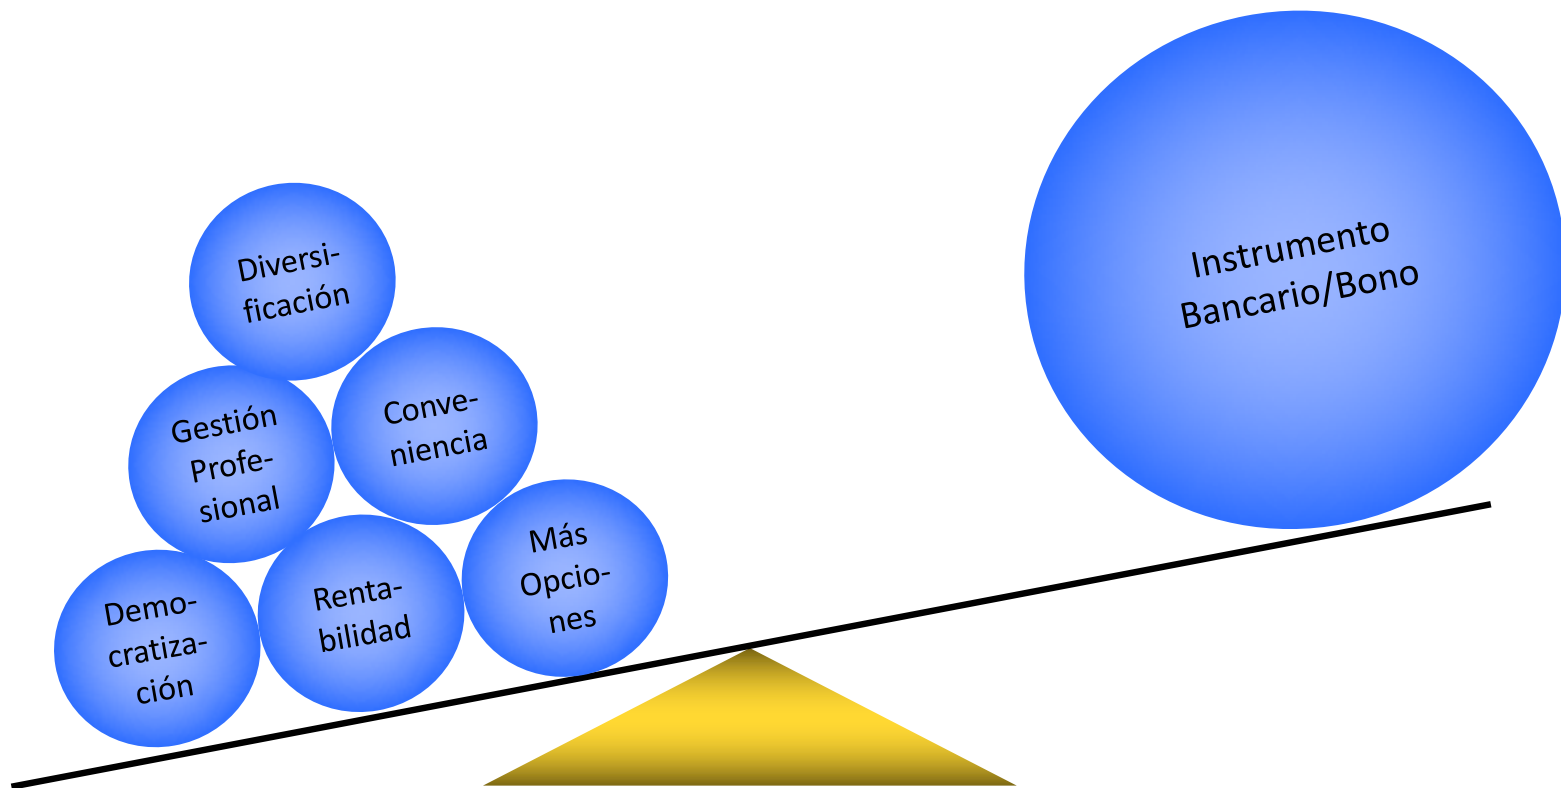 Diversi-
ficación
Gestión
Profe-
sional
Conve-
niencia
Demo-
cratiza-
ción
Renta-
bilidad
Más
Opcio-
nes
Instrumento
Bancario/Bono